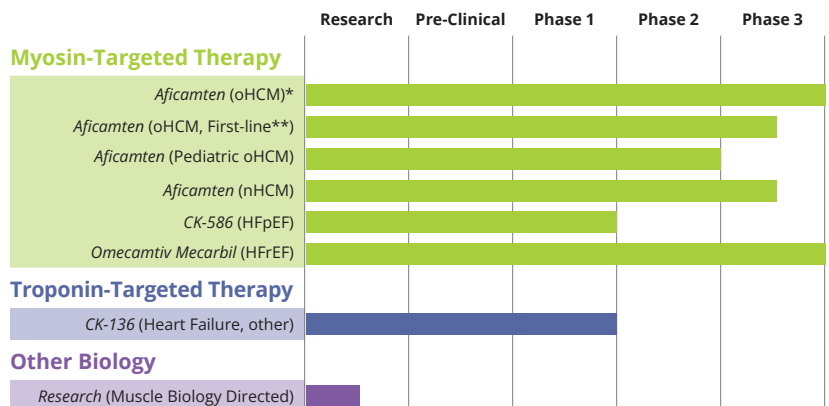 Research Pre-Clinical Phase 1 Phase 2 Phase 3
Myosin-Targeted Therapy
Aficamten (oHCM)*
Aficamten (oHCM, First-line**)
Aficamten (Pediatric oHCM)
Aficamten (nHCM)
CK-586 (HFpEF)
Omecamtiv Mecarbil (HFrEF)
Troponin-Targeted Therapy
CK-136 (Heart Failure, other)
Other Biology
Research (Muscle Biology Directed)